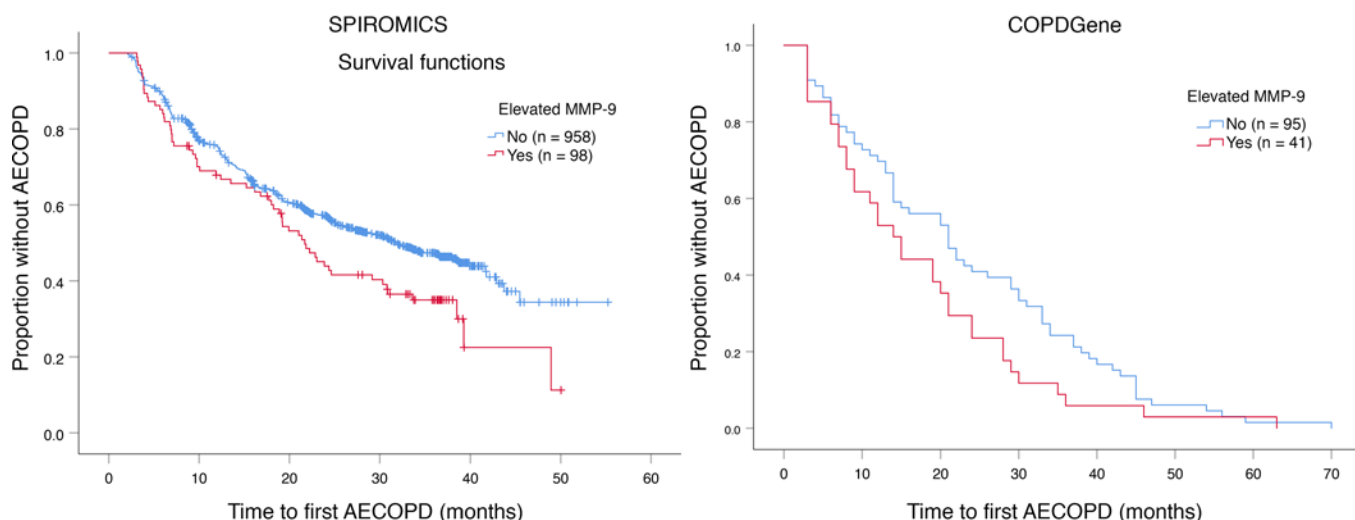 SPIROMICS
Survival functions
Elevated MMP-9
No (n = 958)
Yes (n = 98)
Proportion without AECOPD
1.0
0.8
0.6
0.4
0.2
0.0
0 10 20 30 40 50 60
Time to first AECOPD (months)
COPDGene
Elevated MMP-9
No (n = 95)
Yes (n = 41)
Proportion without AECOPD
1.0
0.8
0.6
0.4
0.2
0.0
0 10 20 30 40 50 60 70
Time to first AECOPD (months)